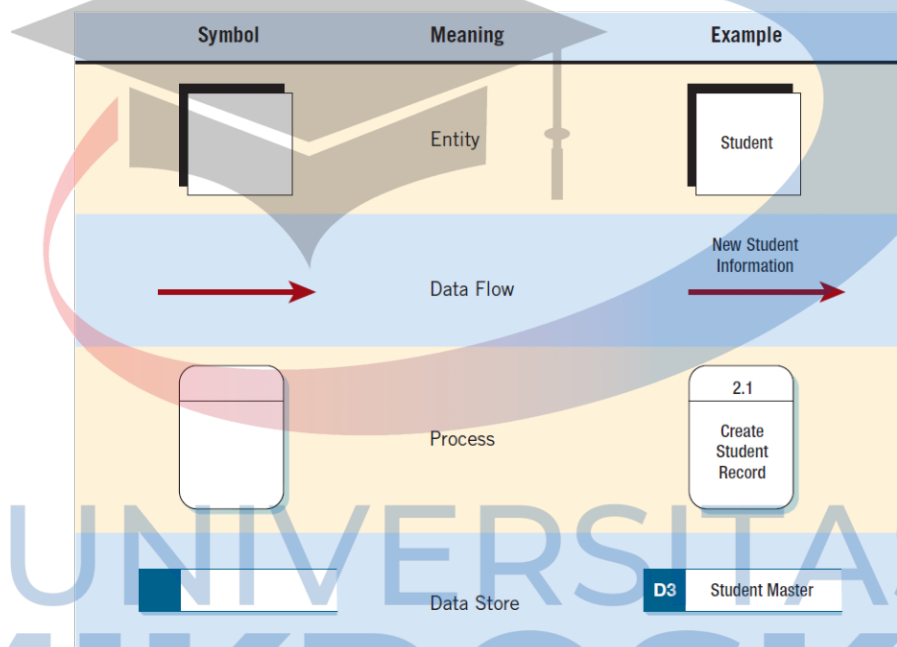 Symbol Meaning Example
Entity Student
New Student
Information
Data Flow
2.1
Process
Create
Student
Record
D3 Student Master
Data Store
UNIVERSITAS